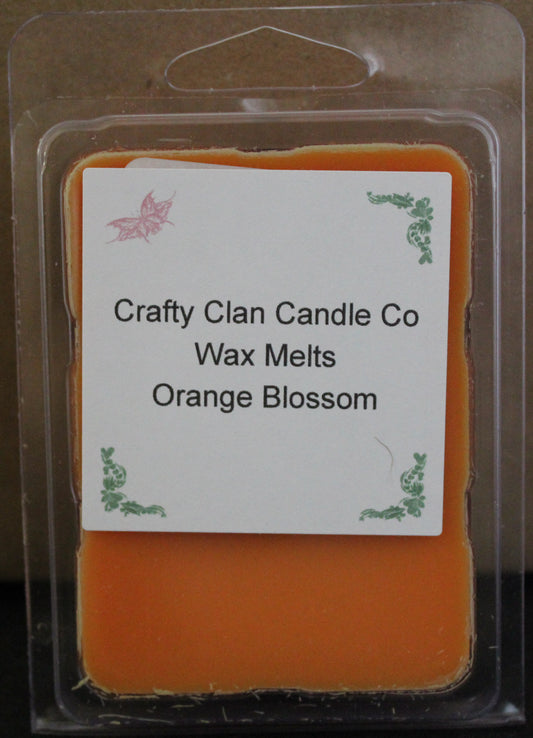 Crafty Clan Candle Co
Wax Melts
Orange Blossom